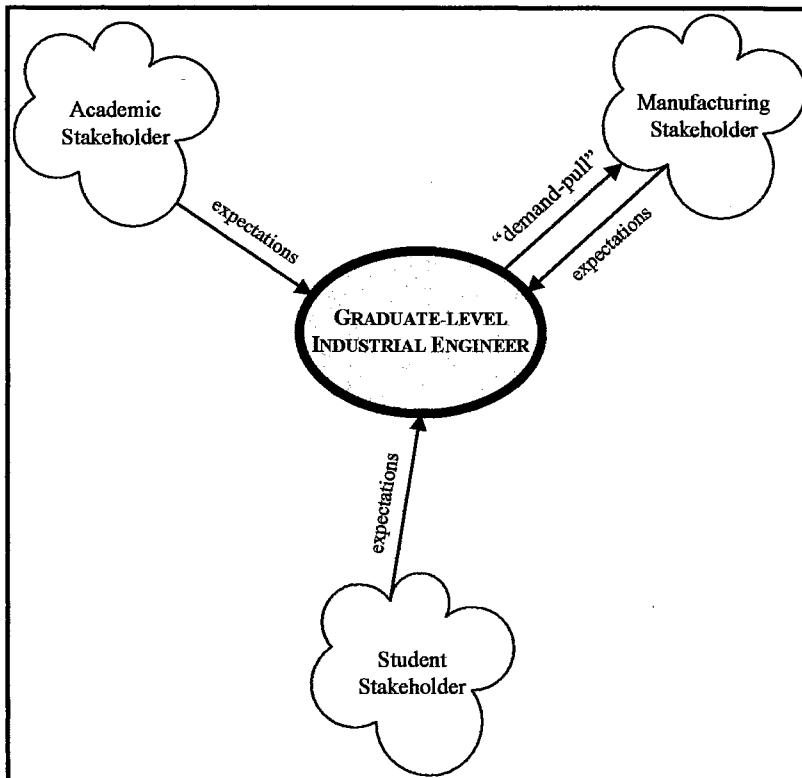 Academic
Stakeholder
Manufacturing
Stakeholder
expectations
“demand-pull”
expectations
GRADUATE-LEVEL
INDUSTRIAL ENGINEER
expectations
Student
Stakeholder